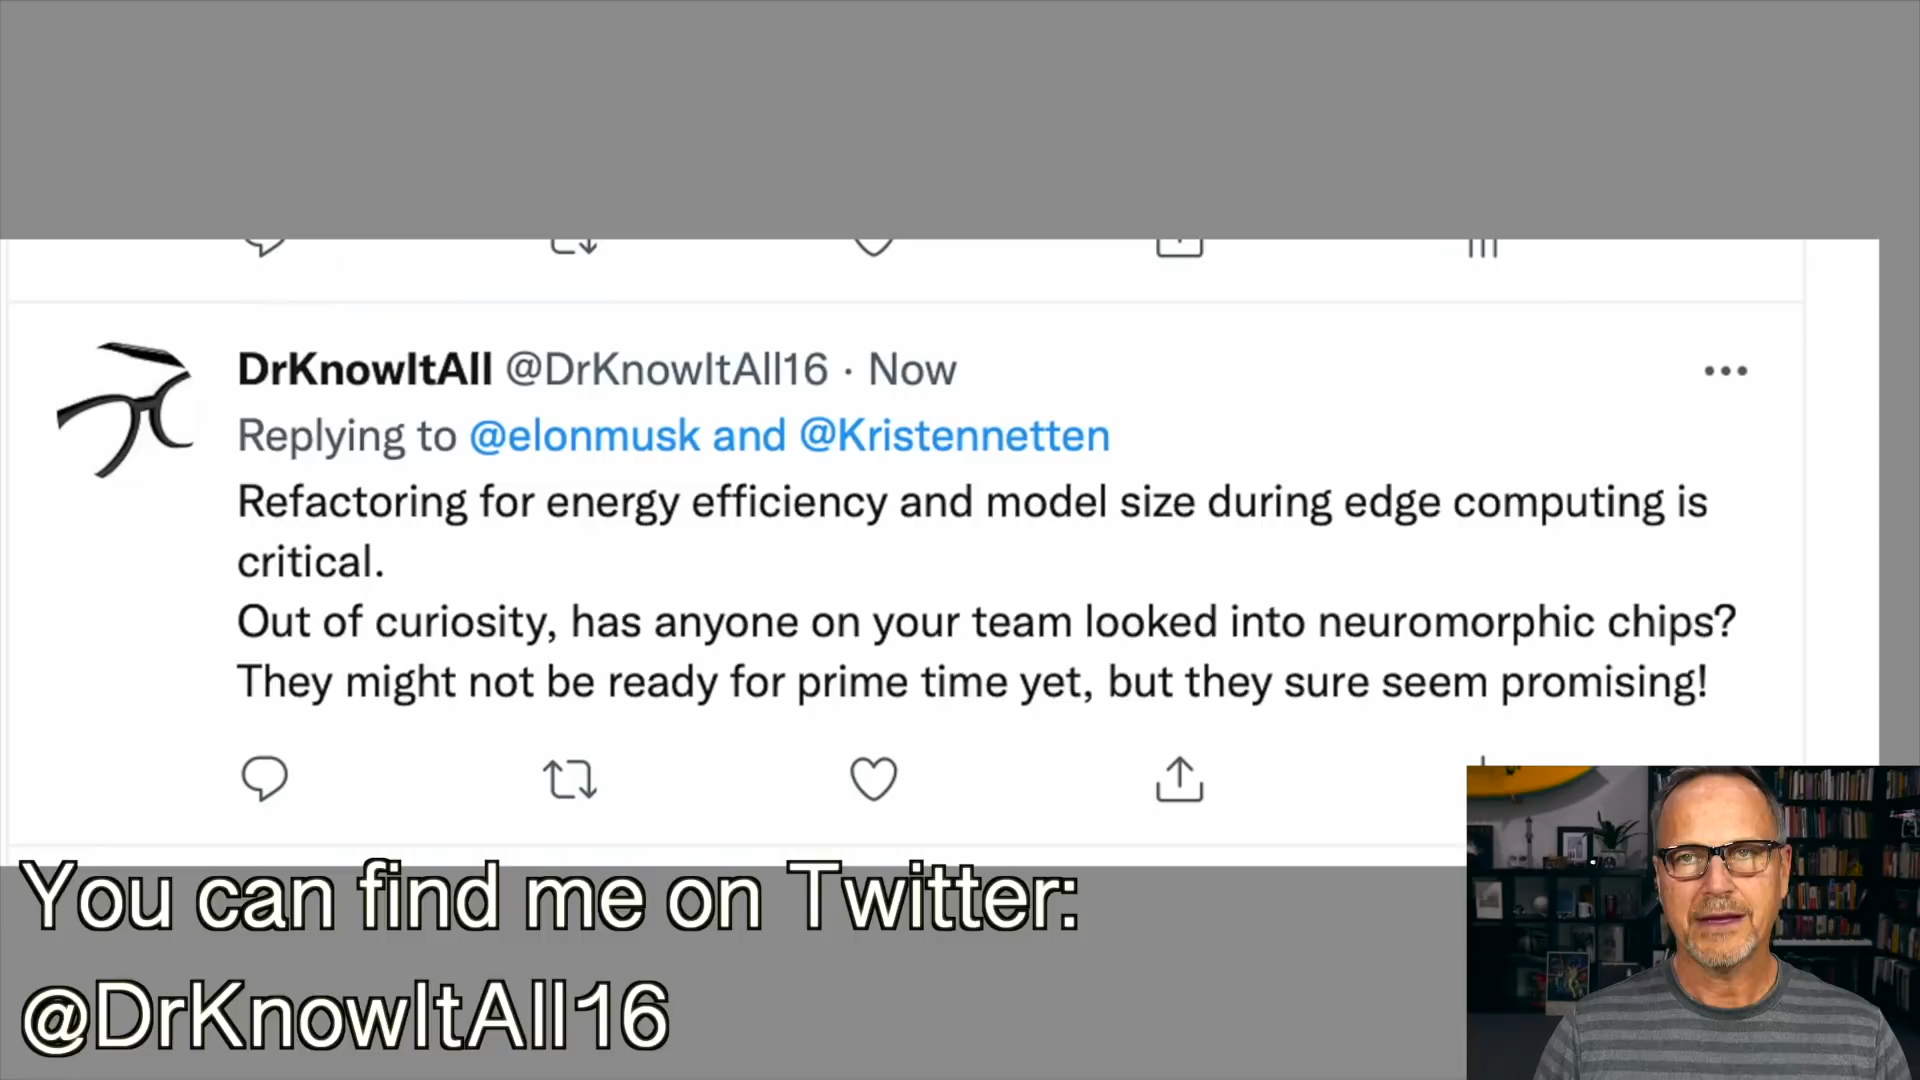 DrKnowItAll @DrKnowItAll16 · Now
Replying to @elonmusk and @Kristennetten
Refactoring for energy efficiency and model size during edge computing is
critical.
Out of curiosity, has anyone on your team looked into neuromorphic chips?
They might not be ready for prime time yet, but they sure seem promising!
You can find me on Twitter:
@DrKnowItAll16